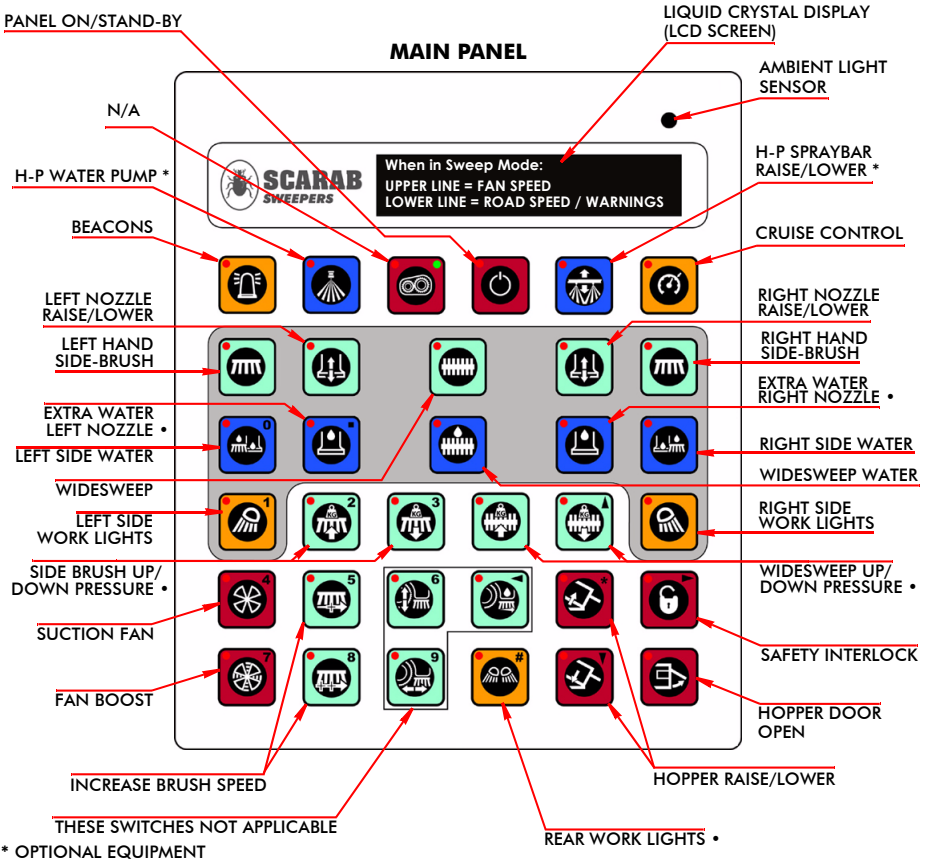 PANEL ON/STAND-BY
LIQUID CRYSTAL DISPLAY
(LCD SCREEN)
MAIN PANEL
AMBIENT LIGHT
SENSOR
N/A
H-P WATER PUMP *
When in Sweep Mode:
UPPER LINE = FAN SPEED
LOWER LINE = ROAD SPEED / WARNINGS
SCARAB
SWEEPERS
H-P SPRAYBAR
RAISE/LOWER *
BEACONS
CRUISE CONTROL
LEFT NOZZLE
RAISE/LOWER
RIGHT NOZZLE
RAISE/LOWER
LEFT HAND
SIDE-BRUSH
RIGHT HAND
SIDE-BRUSH
EXTRA WATER
LEFT NOZZLE •
EXTRA WATER
RIGHT NOZZLE •
0
LEFT SIDE WATER
RIGHT SIDE WATER
WIDESWEEP
WIDESWEEP WATER
1
2
3
KG
KG
KG
KG
LEFT SIDE
WORK LIGHTS
RIGHT SIDE
WORK LIGHTS
SIDE BRUSH UP/
DOWN PRESSURE •
WIDESWEEP UP/
DOWN PRESSURE •
4
5
6
*
SUCTION FAN
SAFETY INTERLOCK
7
8
9
#
FAN BOOST
HOPPER DOOR
OPEN
INCREASE BRUSH SPEED
HOPPER RAISE/LOWER
THESE SWITCHES NOT APPLICABLE
REAR WORK LIGHTS •
* OPTIONAL EQUIPMENT